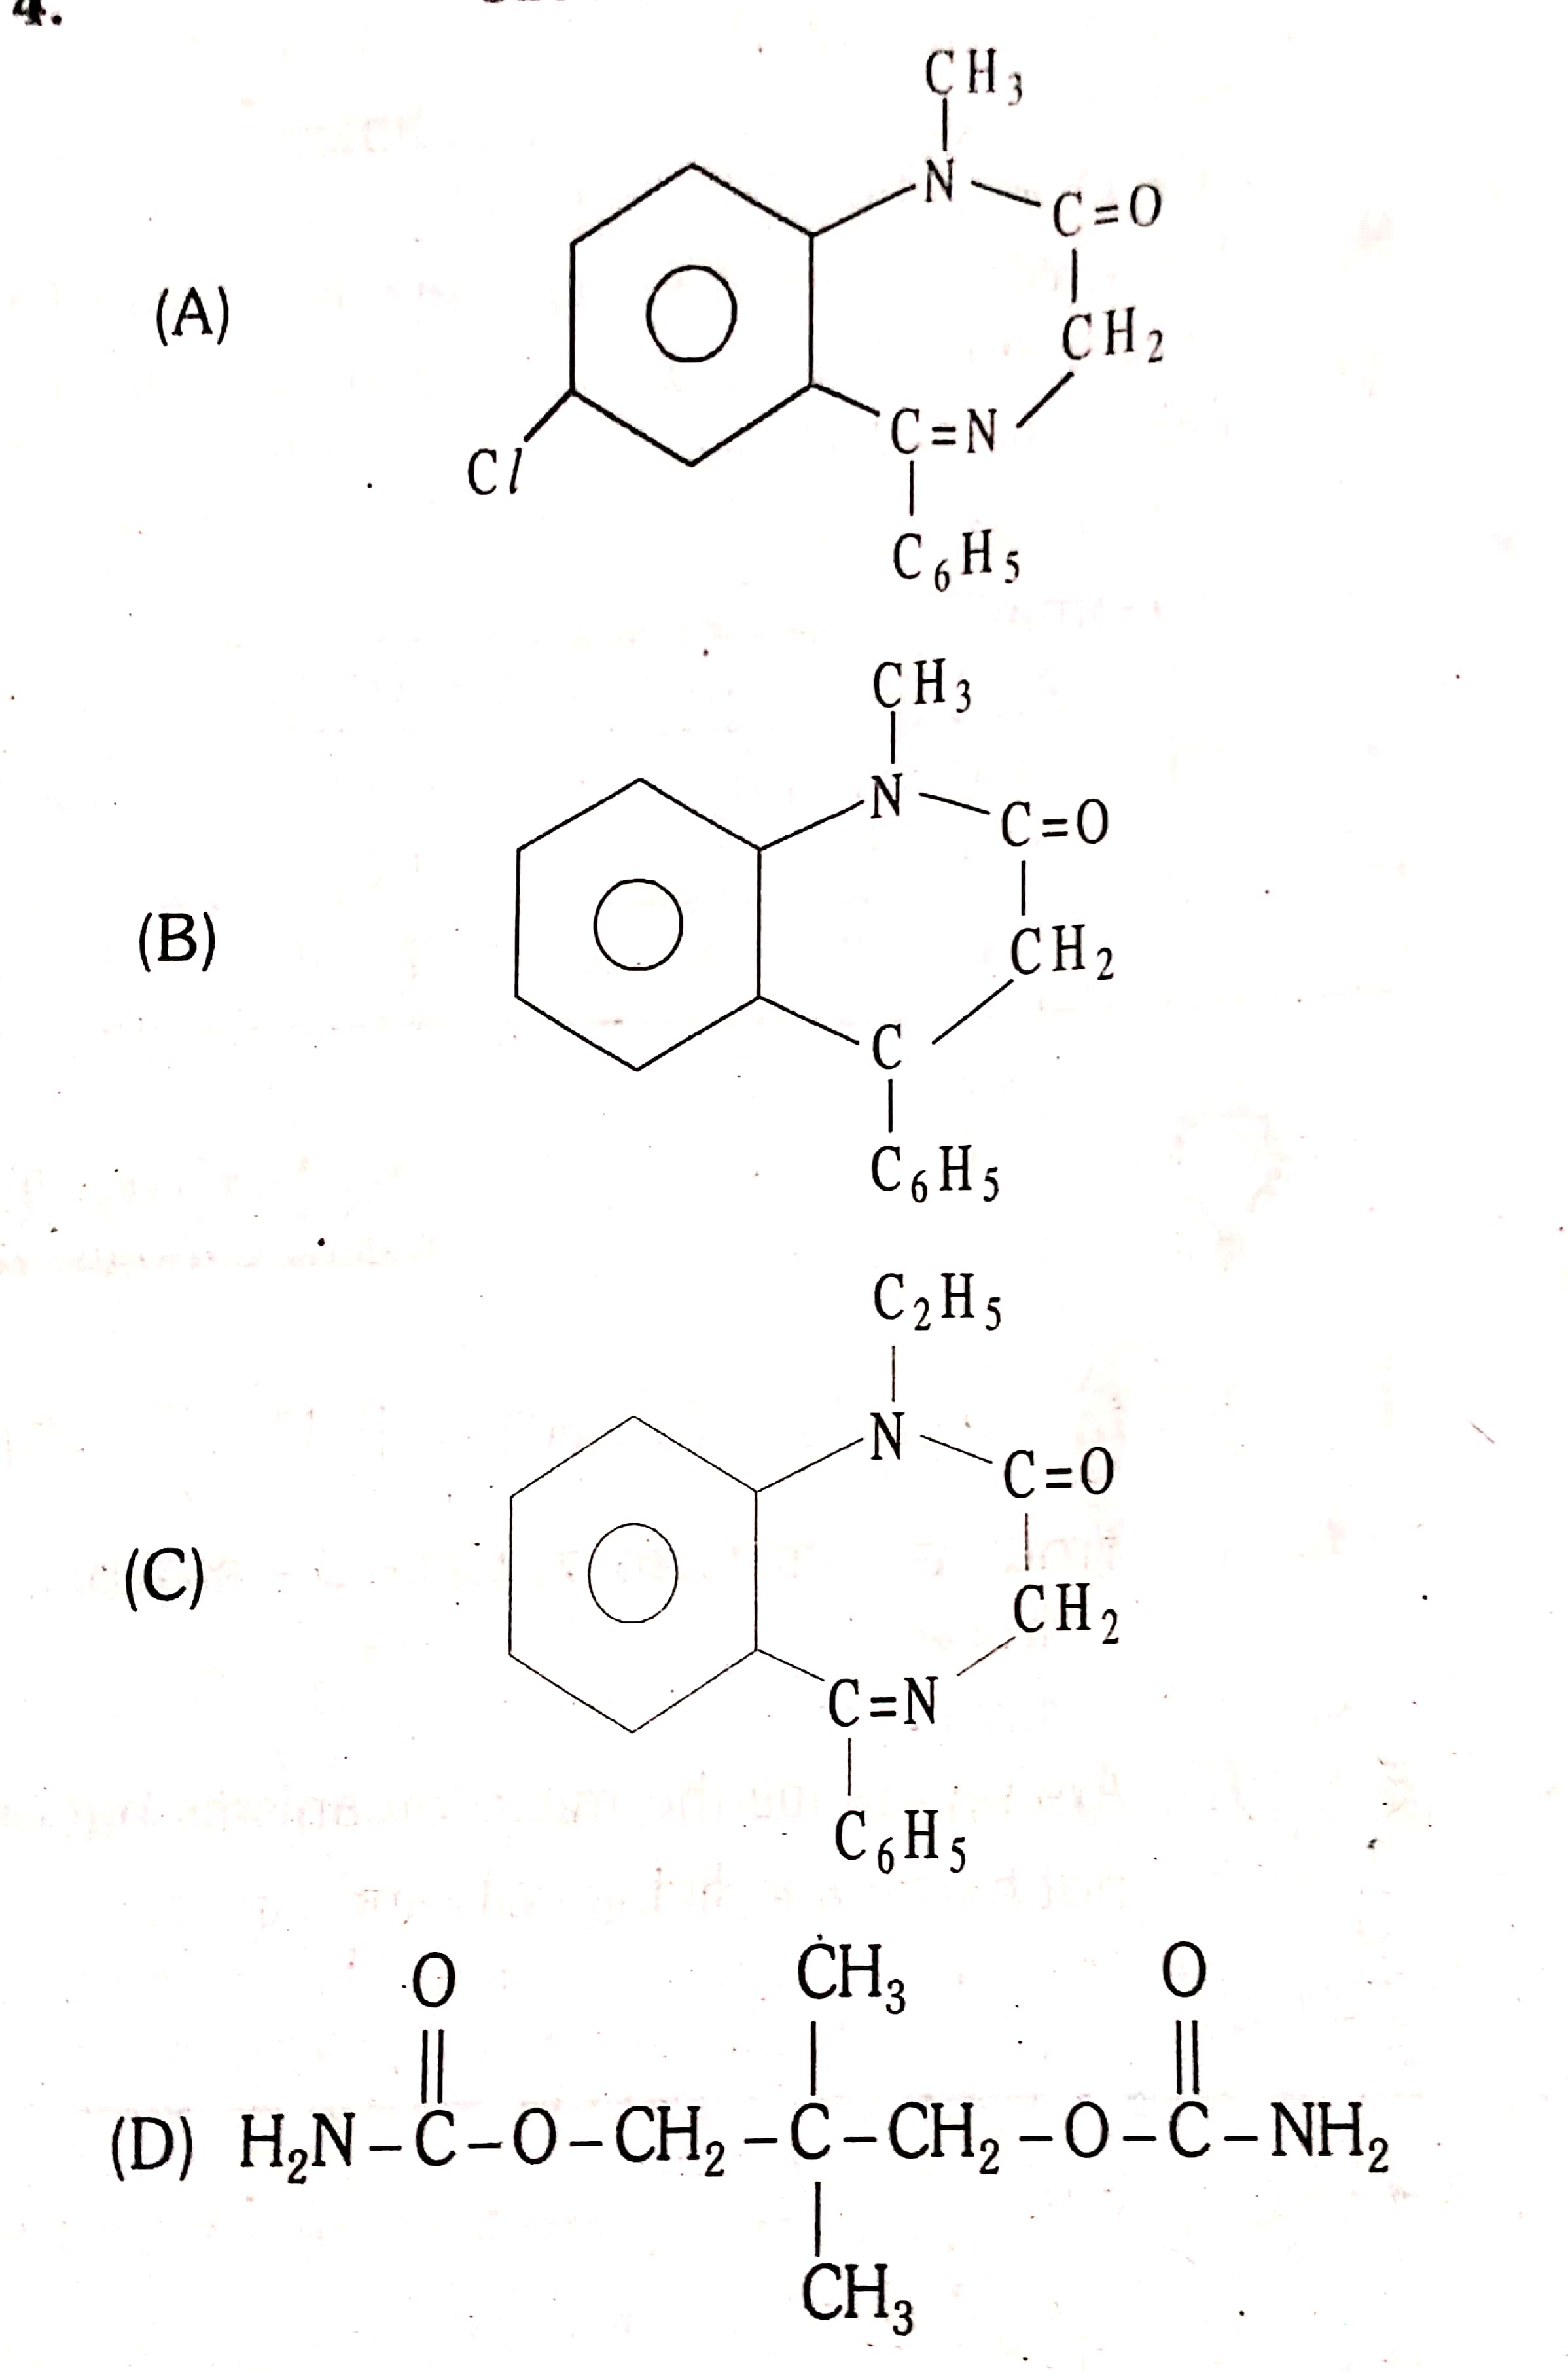 4.
CH₃
N
C=O
(A)
CH₂
C=N
Cl
C₆H₅
CH₃
N
C=O
(B)
CH₂
C
C₆H₅
C₂H₅
N
C=O
(C)
CH₂
C=N
C₆H₅
O CH₃ O
(D) H₂N–C–O–CH₂–C–CH₂–O–C–NH₂
CH₃